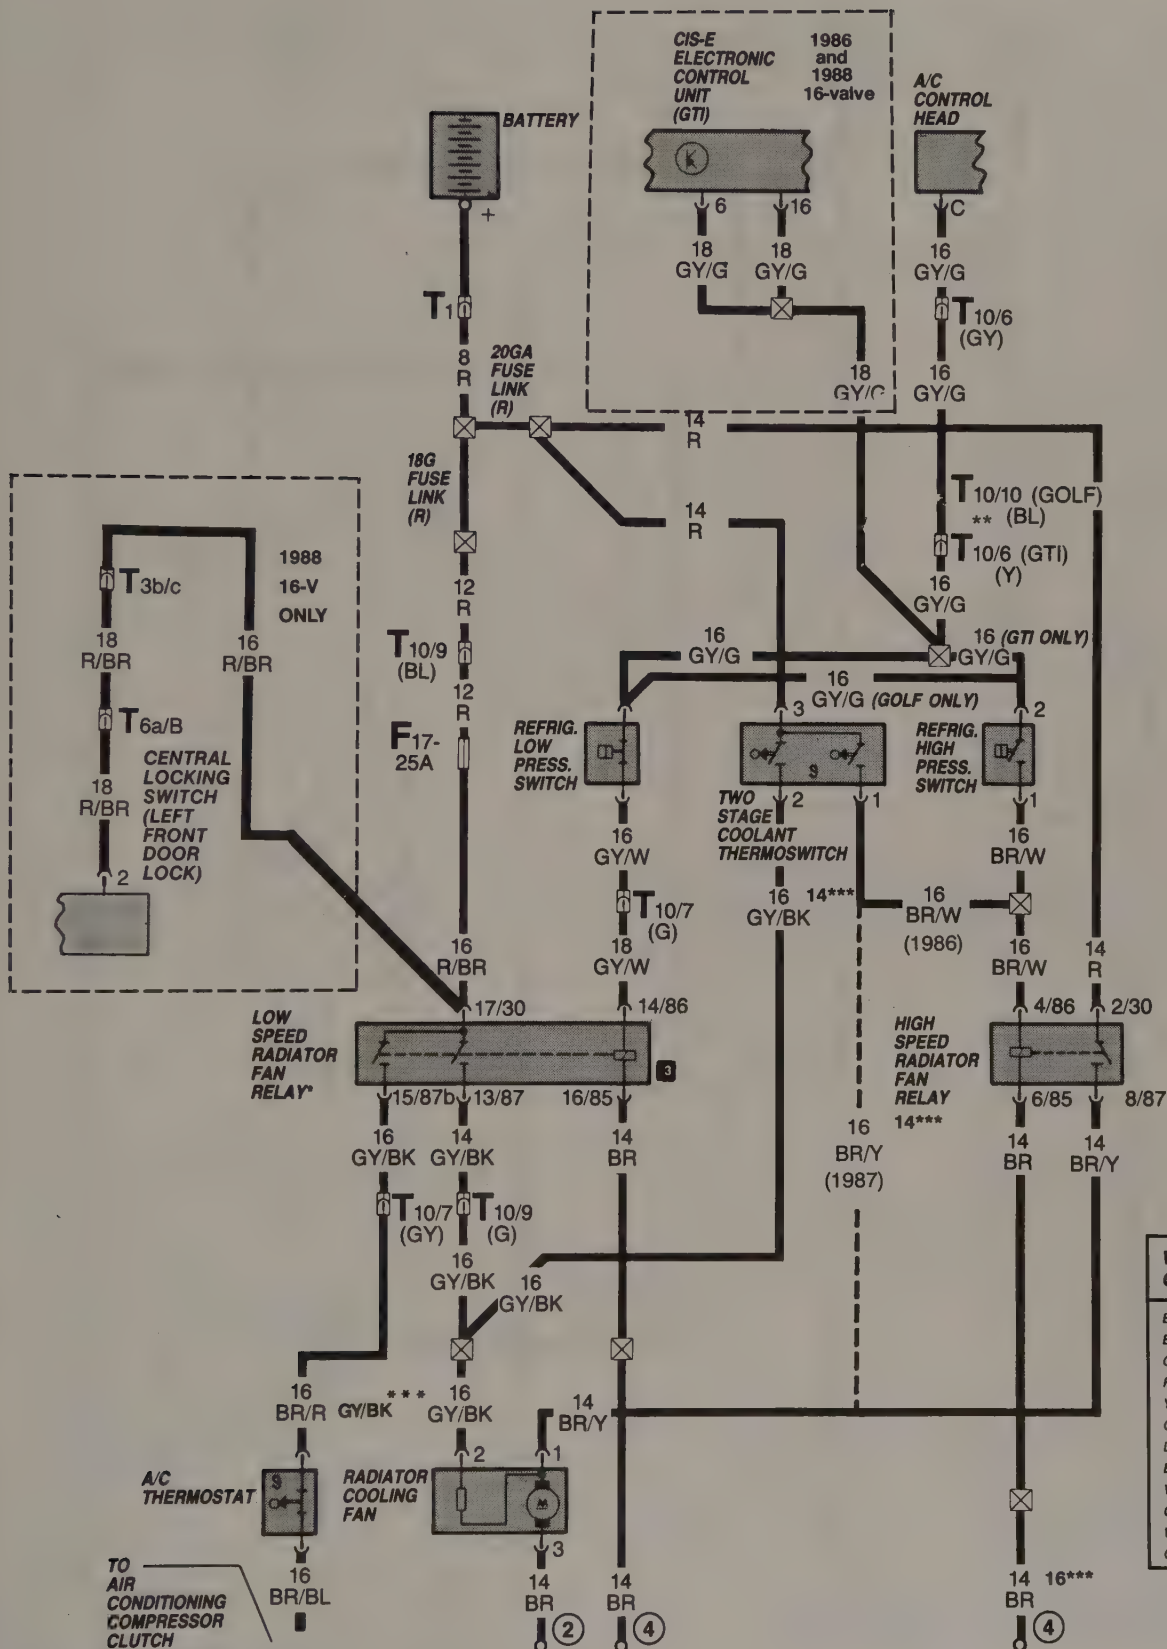 CIS-E
ELECTRONIC
CONTROL
UNIT
(GTI)
1986
and
1988
16-valve
A/C
CONTROL
HEAD
BATTERY
+
6
16
C
18
GY/G
18
GY/G
16
GY/G
T1
T10/6
(GY)
8
R
20GA
FUSE
LINK
(R)
18
GY/G
16
GY/G
14
R
18G
FUSE
LINK
(R)
14
R
T10/10 (GOLF)
** (BL)
T10/6 (GTI)
(Y)
1988
16-V
ONLY
T3b/c
12
R
16
GY/G
18
R/BR
16
R/BR
T10/9
(BL)
16
GY/G
16 (GTI ONLY)
GY/G
12
R
16
GY/G (GOLF ONLY)
T6a/B
F17-
25A
REFRIG.
LOW
PRESS.
SWITCH
3
REFRIG.
HIGH
PRESS.
SWITCH
2
CENTRAL
LOCKING
SWITCH
(LEFT
FRONT
DOOR
LOCK)
18
R/BR
2
TWO
STAGE
COOLANT
THERMOSWITCH
2
1
1
16
GY/W
16
BR/W
T10/7
(G)
16
GY/BK
14***
16
BR/W
(1986)
16
R/BR
18
GY/W
16
BR/W
14
R
LOW
SPEED
RADIATOR
FAN
RELAY*
17/30
14/86
HIGH
SPEED
RADIATOR
FAN
RELAY
14***
4/86
2/30
3
15/87b
13/87
16/85
6/85
8/87
16
GY/BK
14
GY/BK
14
BR
16
BR/Y
(1987)
14
BR
14
BR/Y
T10/7
(GY)
T10/9
(G)
16
GY/BK
16
GY/BK
16
BR/R
GY/BK ***
16
GY/BK
14
BR/Y
A/C
THERMOSTAT
RADIATOR
COOLING
FAN
2
1
M
3
TO
AIR
CONDITIONING
COMPRESSOR
CLUTCH
16
BR/BL
14
BR
2
14
BR
4
14
BR
16***
4